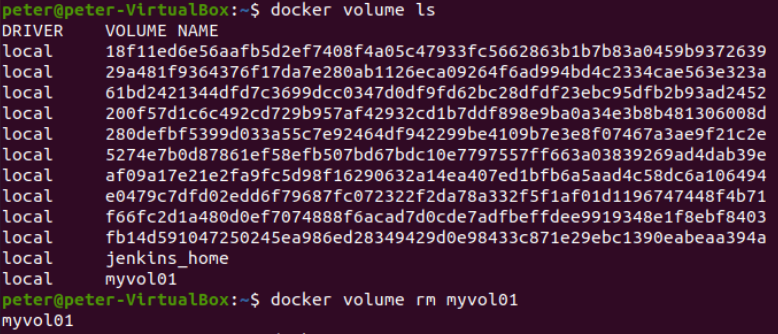 peter@peter-VirtualBox:~$ docker volume ls
DRIVER    VOLUME NAME
local     18f11ed6e56aafb5d2ef7408f4a05c47933fc5662863b1b7b83a0459b9372639
local     29a481f9364376f17da7e280ab1126eca09264f6ad994bd4c2334cae563e323a
local     61bd2421344dfd7c3699dcc0347d0df9fd62bc28dfdf23ebc95dfb2b93ad2452
local     200f57d1c6c492cd729b957af42932cd1b7ddf898e9ba0a34e3b8b481306008d
local     280defbf5399d033a55c7e92464df942299be4109b7e3e8f07467a3ae9f21c2e
local     5274e7b0d87861ef58efb507bd67bdc10e7797557ff663a03839269ad4dab39e
local     af09a17e21e2fa9fc5d98f16290632a14ea407ed1bfb6a5aad4c58dc6a106494
local     e0479c7dfd02edd6f79687fc072322f2da78a332f5f1af01d1196747448f4b71
local     f66fc2d1a480d0ef7074888f6acad7d0cde7adfbeffdee9919348e1f8ebf8403
local     fb14d591047250245ea986ed28349429d0e98433c871e29ebc1390eabeaa394a
local     jenkins_home
local     myvol01
peter@peter-VirtualBox:~$ docker volume rm myvol01
myvol01